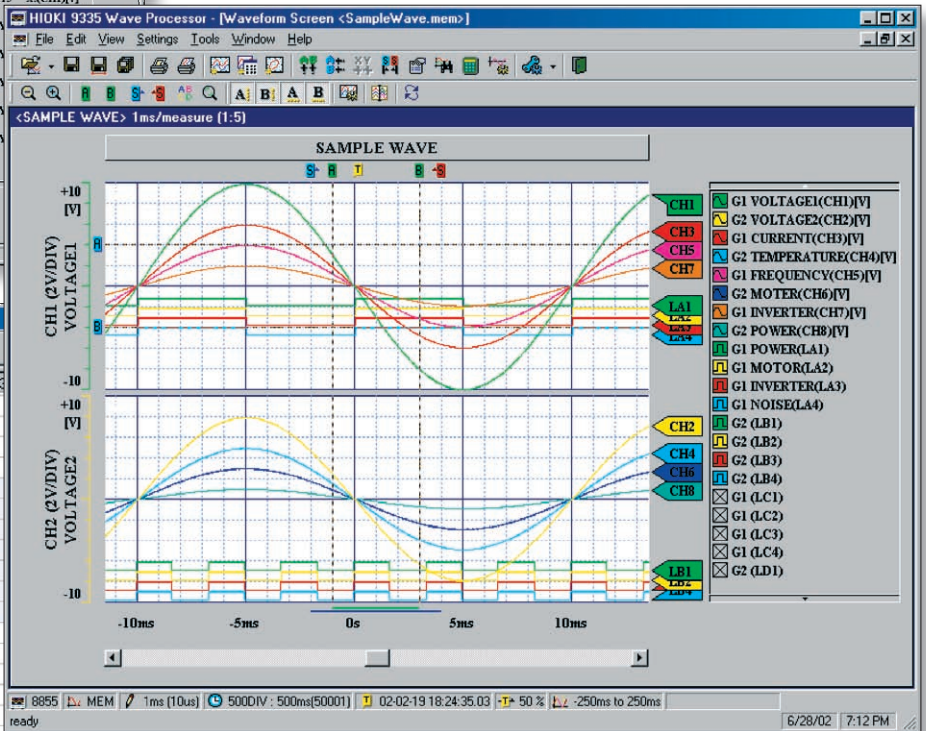 HIOKI 9335 Wave Processor - [Waveform Screen <SampleWave.mem>]
File Edit View Settings Tools Window Help
<SAMPLE WAVE> 1ms/measure (1:5)
SAMPLE WAVE
S A T B S
+10
[V]
CH1 (2V/DIV)
VOLTAGE1
-10
A
B
CH1
CH3
CH5
CH7
LA1
LA2
LA3
LA4
+10
[V]
CH2 (2V/DIV)
VOLTAGE2
-10
CH2
CH4
CH6
CH8
LB1
LB2
LB4
-10ms -5ms 0s 5ms 10ms
G1 VOLTAGE1(CH1)[V]
G2 VOLTAGE2(CH2)[V]
G1 CURRENT(CH3)[V]
G2 TEMPERATURE(CH4)[V]
G1 FREQUENCY(CH5)[V]
G2 MOTER(CH6)[V]
G1 INVERTER(CH7)[V]
G2 POWER(CH8)[V]
G1 POWER(LA1)
G1 MOTOR(LA2)
G1 INVERTER(LA3)
G1 NOISE(LA4)
G2 (LB1)
G2 (LB2)
G2 (LB3)
G2 (LB4)
G1 (LC1)
G1 (LC2)
G1 (LC3)
G1 (LC4)
G2 (LD1)
8855 MEM 1ms (10us) 500DIV : 500ms(50001) 02-02-19 18:24:35.03 50 % -250ms to 250ms
ready 6/28/02 7:12 PM